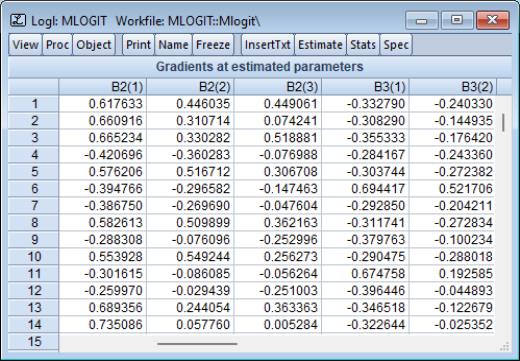 Logl: MLOGIT Workfile: MLOGIT::Mlogit\
View Proc Object Print Name Freeze InsertTxt Estimate Stats Spec
Gradients at estimated parameters
B2(1) B2(2) B2(3) B3(1) B3(2)
1 0.617633 0.446035 0.449061 -0.332790 -0.240330
2 0.660916 0.310714 0.074241 -0.308290 -0.144935
3 0.665234 0.330282 0.518881 -0.355333 -0.176420
4 -0.420696 -0.360283 -0.076988 -0.284167 -0.243360
5 0.576206 0.516712 0.306708 -0.303744 -0.272382
6 -0.394766 -0.296582 -0.147463 0.694417 0.521706
7 -0.386750 -0.269690 -0.047604 -0.292850 -0.204211
8 0.582613 0.509899 0.362163 -0.311741 -0.272834
9 -0.288308 -0.076096 -0.252996 -0.379763 -0.100234
10 0.553928 0.549244 0.256273 -0.290475 -0.288018
11 -0.301615 -0.086085 -0.056264 0.674758 0.192585
12 -0.259970 -0.029439 -0.251003 -0.396446 -0.044893
13 0.689356 0.244054 0.363363 -0.346518 -0.122679
14 0.735086 0.057760 0.005284 -0.322644 -0.025352
15